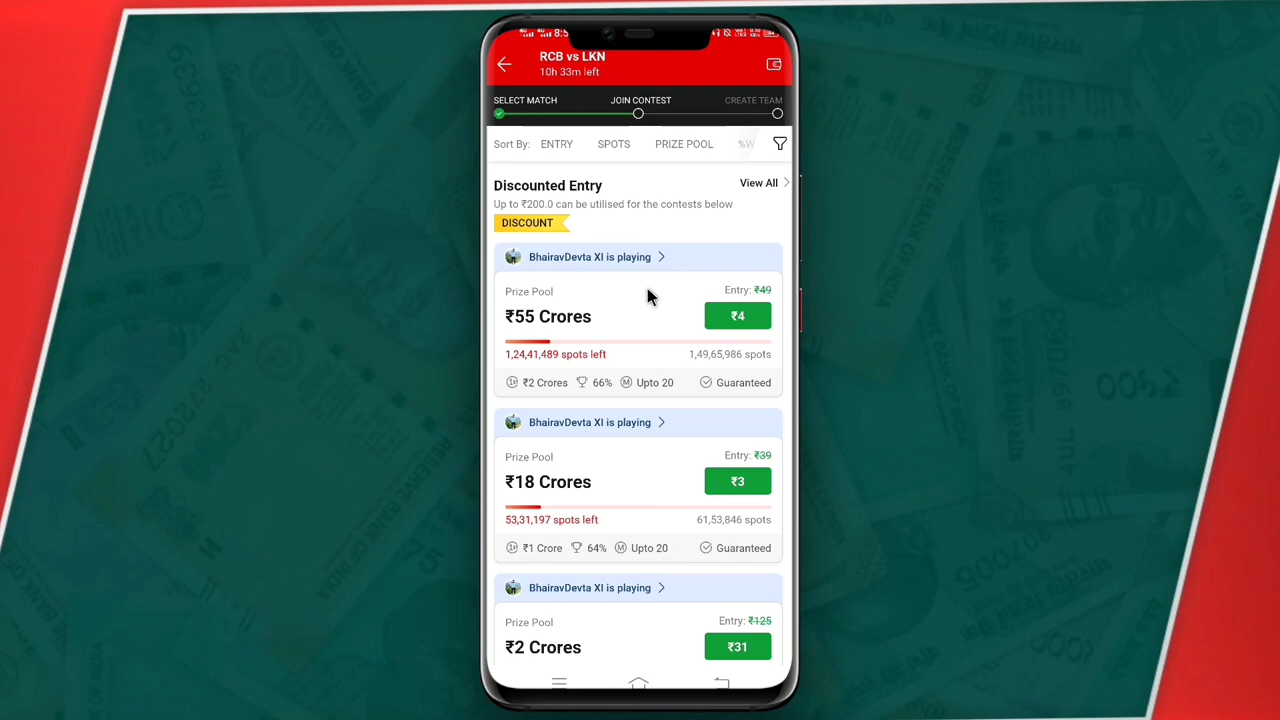 8:5
RCB vs LKN
10h 33m left
SELECT MATCH JOIN CONTEST CREATE TEAM
Sort By: ENTRY SPOTS PRIZE POOL %W
Discounted Entry View All
Up to ₹200.0 can be utilised for the contests below
DISCOUNT
BhairavDevta XI is playing
Prize Pool Entry: ₹49
₹55 Crores ₹4
1,24,41,489 spots left 1,49,65,986 spots
₹2 Crores 66% M Upto 20 Guaranteed
BhairavDevta XI is playing
Prize Pool Entry: ₹39
₹18 Crores ₹3
53,31,197 spots left 61,53,846 spots
₹1 Crore 64% M Upto 20 Guaranteed
BhairavDevta XI is playing
Prize Pool Entry: ₹125
₹2 Crores ₹31